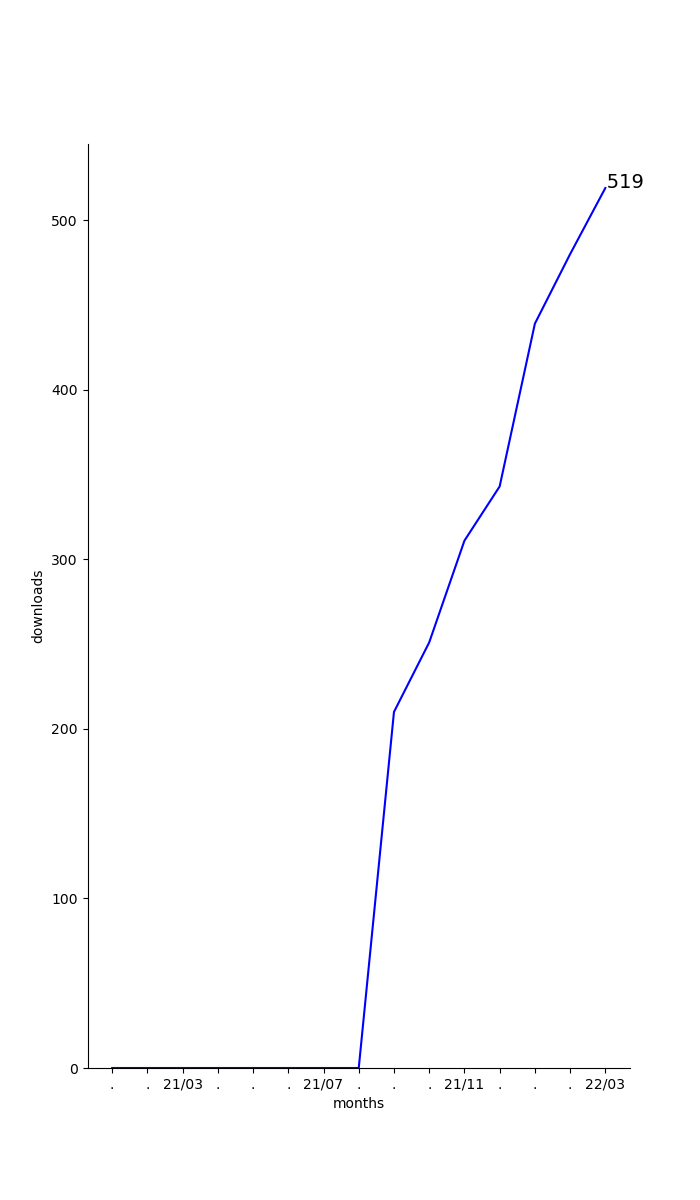 519
500
400
300
200
100
0
downloads
. . 21/03 . . . 21/07 . . . 21/11 . . . 22/03
months